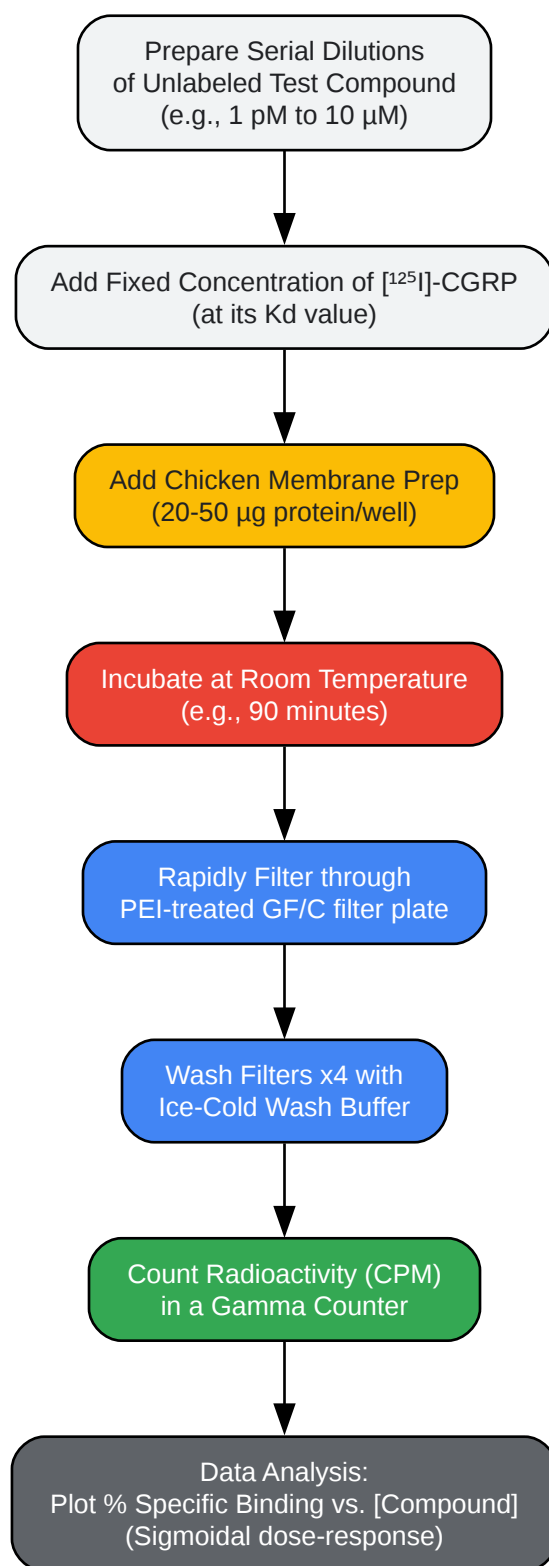 Prepare Serial Dilutions
of Unlabeled Test Compound
(e.g., 1 pM to 10 µM)
Add Fixed Concentration of [¹²⁵I]-CGRP
(at its Kd value)
Add Chicken Membrane Prep
(20-50 µg protein/well)
Incubate at Room Temperature
(e.g., 90 minutes)
Rapidly Filter through
PEI-treated GF/C filter plate
Wash Filters x4 with
Ice-Cold Wash Buffer
Count Radioactivity (CPM)
in a Gamma Counter
Data Analysis:
Plot % Specific Binding vs. [Compound]
(Sigmoidal dose-response)